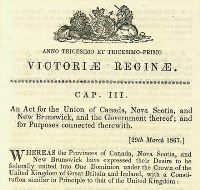 ANNO TRICESIMO ET TRICESIMO-PRIMO
VICTORIÆ REGINÆ.
CAP. III.
An Act for the Union of Canada, Nova Scotia, and
New Brunswick, and the Government thereof; and
for Purposes connected therewith.
[29th March 1867.]
WHEREAS the Provinces of Canada, Nova Scotia, and
New Brunswick have expressed their Desire to be
federally united into One Dominion under the Crown of the
United Kingdom of Great Britain and Ireland, with a Consti-
tution similar in Principle to that of the United Kingdom: